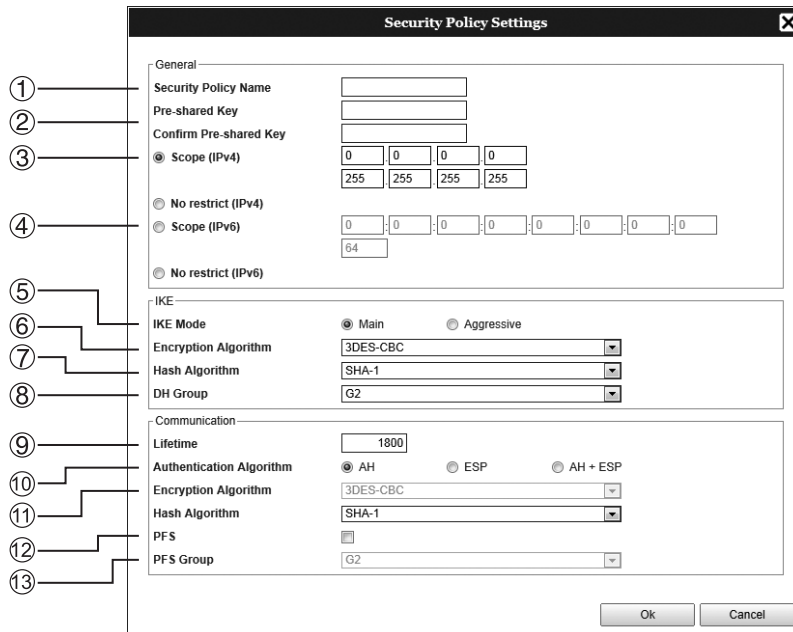 Security Policy Settings
General
① Security Policy Name
② Pre-shared Key
Confirm Pre-shared Key
③ Scope (IPv4) 0 . 0 . 0 . 0
255 . 255 . 255 . 255
No restrict (IPv4)
④ Scope (IPv6) 0 : 0 : 0 : 0 : 0 : 0 : 0 : 0
64
No restrict (IPv6)
IKE
⑤ IKE Mode Main Aggressive
⑥ Encryption Algorithm 3DES-CBC
⑦ Hash Algorithm SHA-1
⑧ DH Group G2
Communication
⑨ Lifetime 1800
⑩ Authentication Algorithm AH ESP AH + ESP
⑪ Encryption Algorithm 3DES-CBC
Hash Algorithm SHA-1
⑫ PFS
⑬ PFS Group G2
Ok Cancel